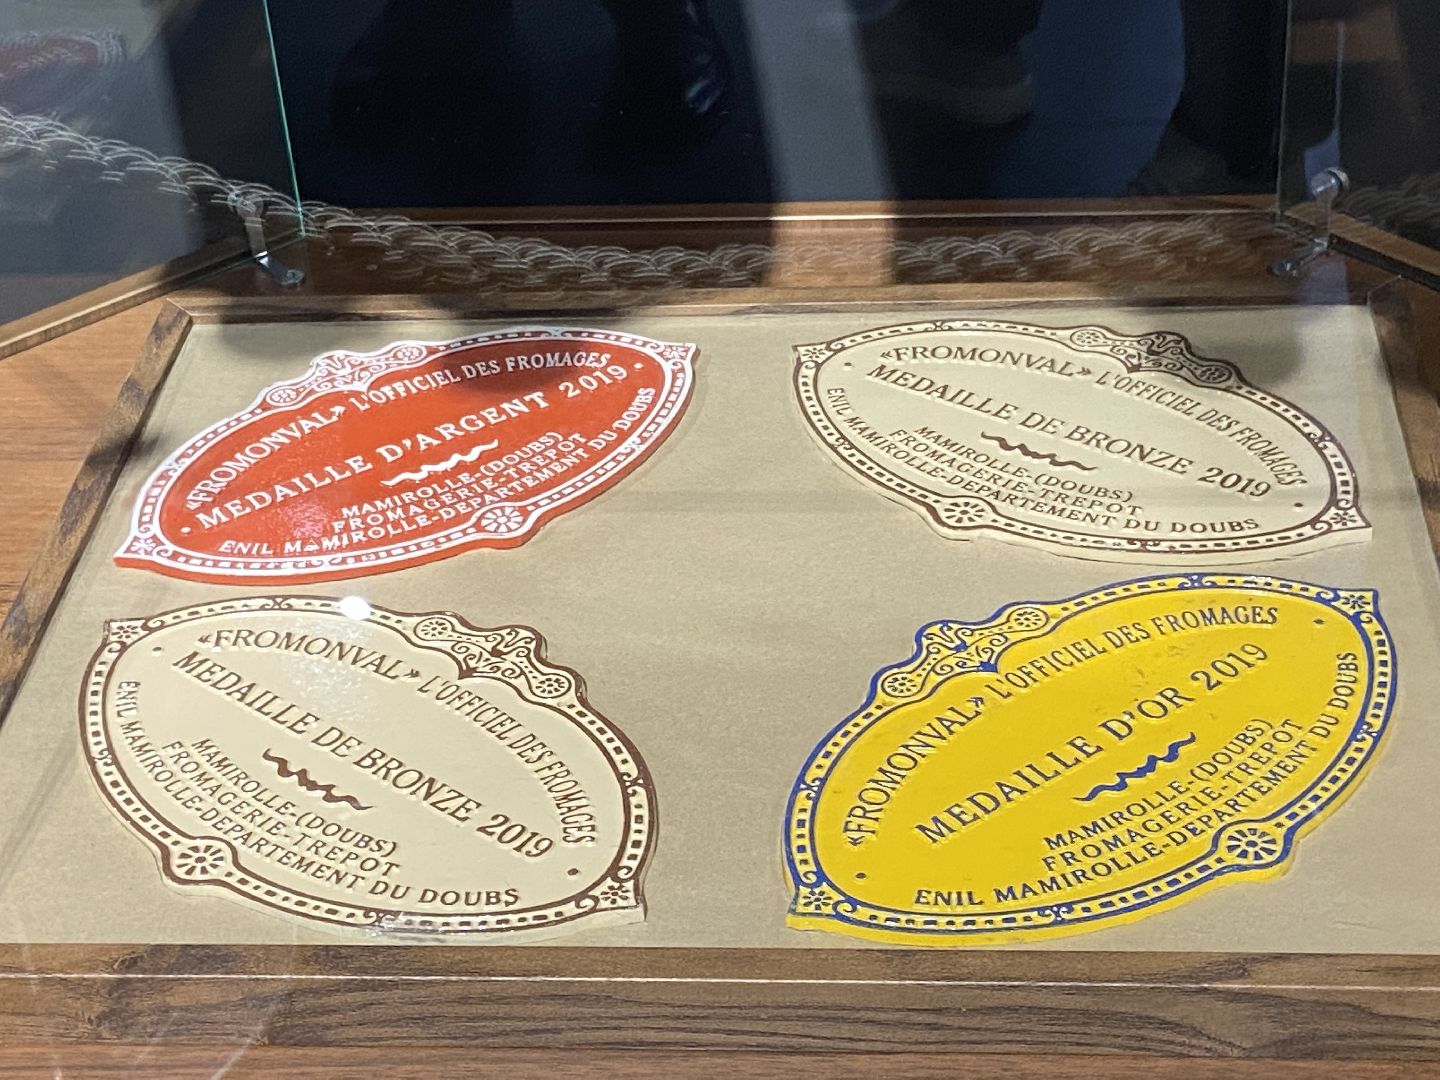 «FROMONVAL» L'OFFICIEL DES FROMAGES
MEDAILLE D'ARGENT 2019
MAMIROLLE-(DOUBS)
FROMAGERIE-TREPOT
ENIL MAMIROLLE-DEPARTEMENT DU DOUBS
«FROMONVAL» L'OFFICIEL DES FROMAGES
MEDAILLE DE BRONZE 2019
MAMIROLLE-(DOUBS)
FROMAGERIE-TREPOT
ENIL MAMIROLLE-DEPARTEMENT DU DOUBS
«FROMONVAL» L'OFFICIEL DES FROMAGES
MEDAILLE DE BRONZE 2019
MAMIROLLE-(DOUBS)
FROMAGERIE-TREPOT
ENIL MAMIROLLE-DEPARTEMENT DU DOUBS
«FROMONVAL» L'OFFICIEL DES FROMAGES
MEDAILLE D'OR 2019
MAMIROLLE-(DOUBS)
FROMAGERIE-TREPOT
ENIL MAMIROLLE-DEPARTEMENT DU DOUBS